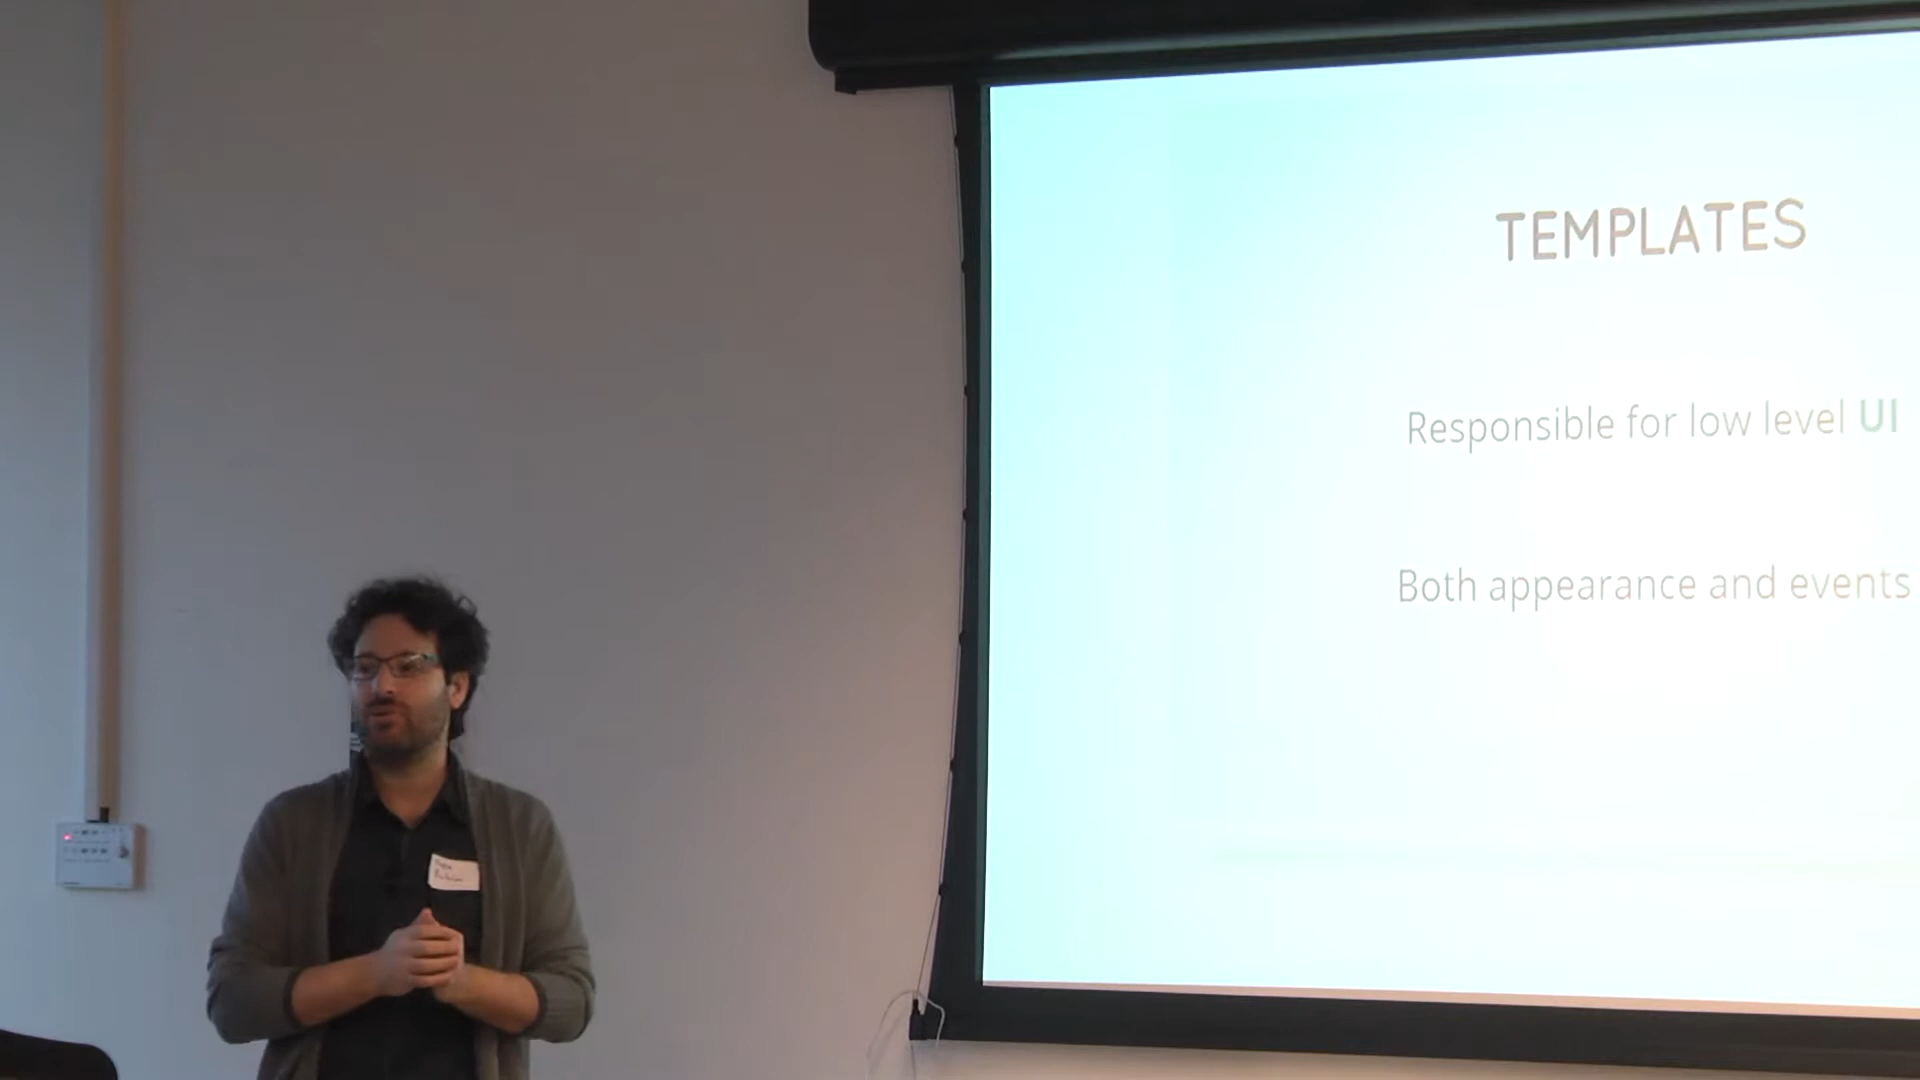 TEMPLATES
Responsible for low level UI
Both appearance and events